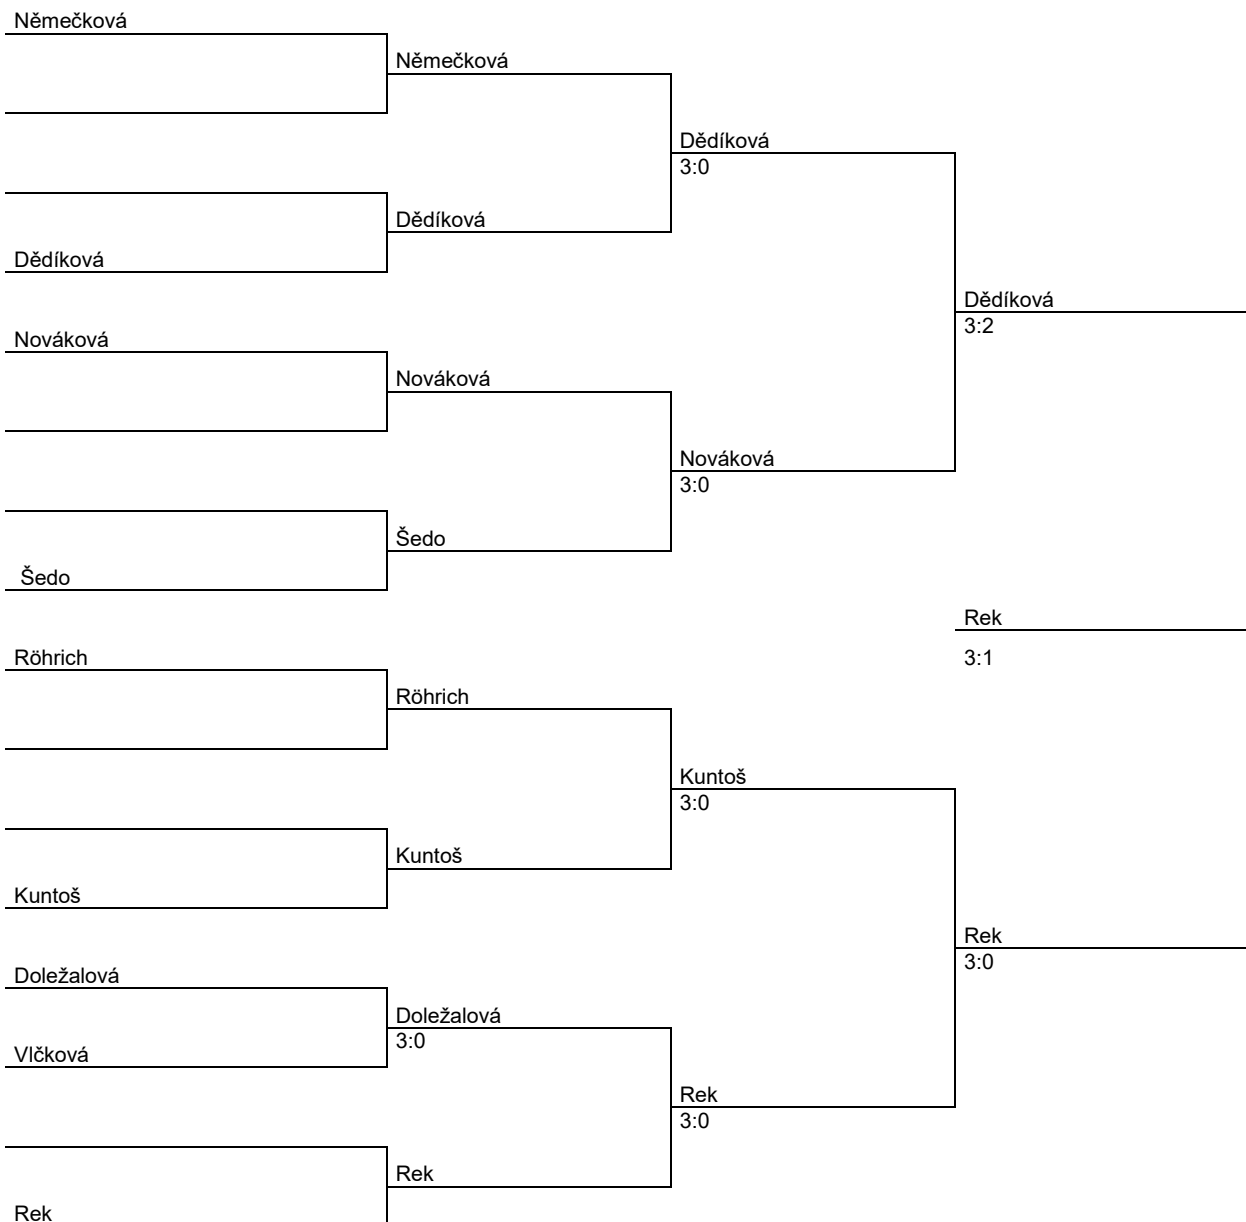 Němečková
Němečková
Dědíková
3:0
Dědíková
Dědíková
Dědíková
3:2
Nováková
Nováková
Nováková
3:0
Šedo
Šedo
Rek
3:1
Röhrich
Röhrich
Kuntoš
3:0
Kuntoš
Kuntoš
Rek
3:0
Doležalová
Doležalová
3:0
Vlčková
Rek
3:0
Rek
Rek